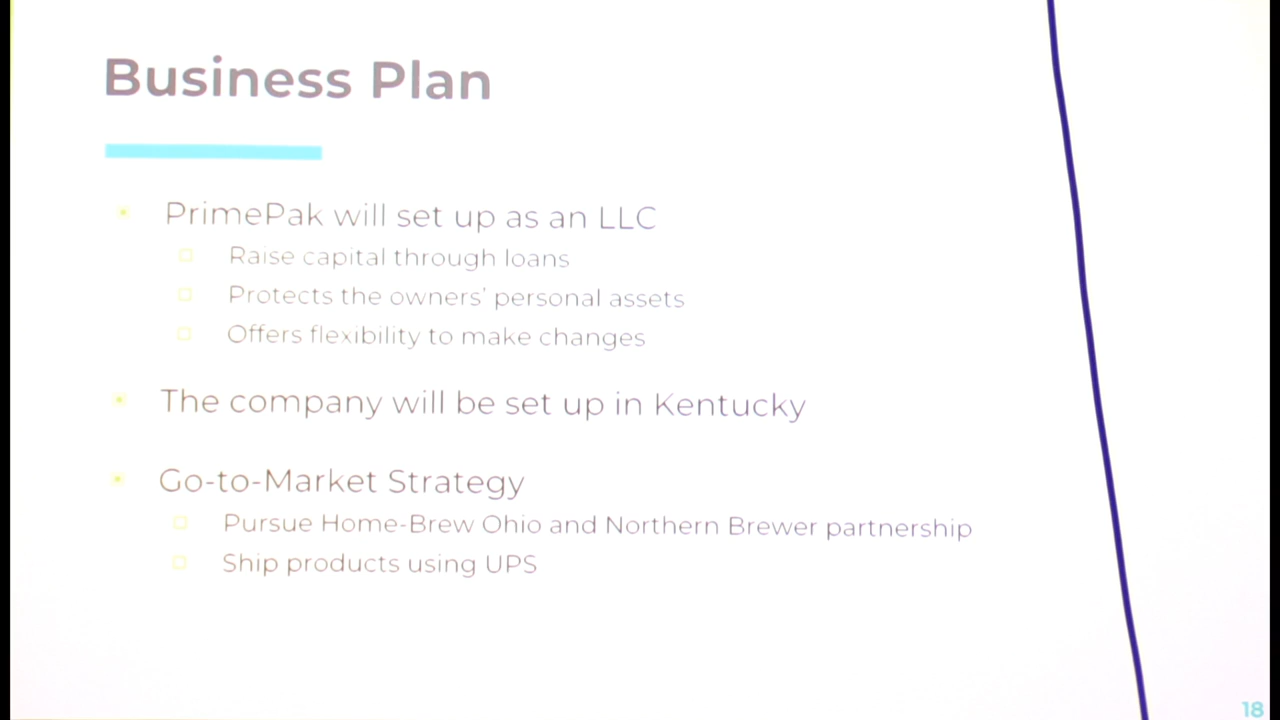 Business Plan
PrimePak will set up as an LLC
Raise capital through loans
Protects the owners' personal assets
Offers flexibility to make changes
The company will be set up in Kentucky
Go-to-Market Strategy
Pursue Home-Brew Ohio and Northern Brewer partnership
Ship products using UPS
18